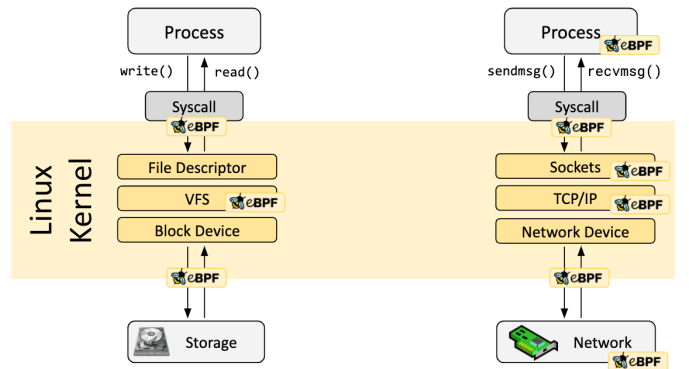 Process
write()
read()
Syscall
eBPF
File Descriptor
VFS
eBPF
Block Device
eBPF
Storage
Linux
Kernel
Process
eBPF
sendmsg()
recvmsg()
Syscall
eBPF
Sockets
eBPF
TCP/IP
eBPF
Network Device
eBPF
Network
eBPF